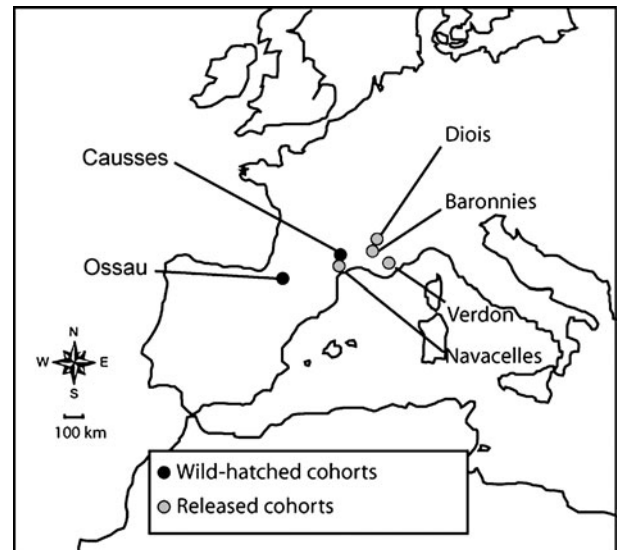 Diois
Causses
Baronnies
Ossau
Verdon
Navacelles
N
W E
S
100 km
Wild-hatched cohorts
Released cohorts